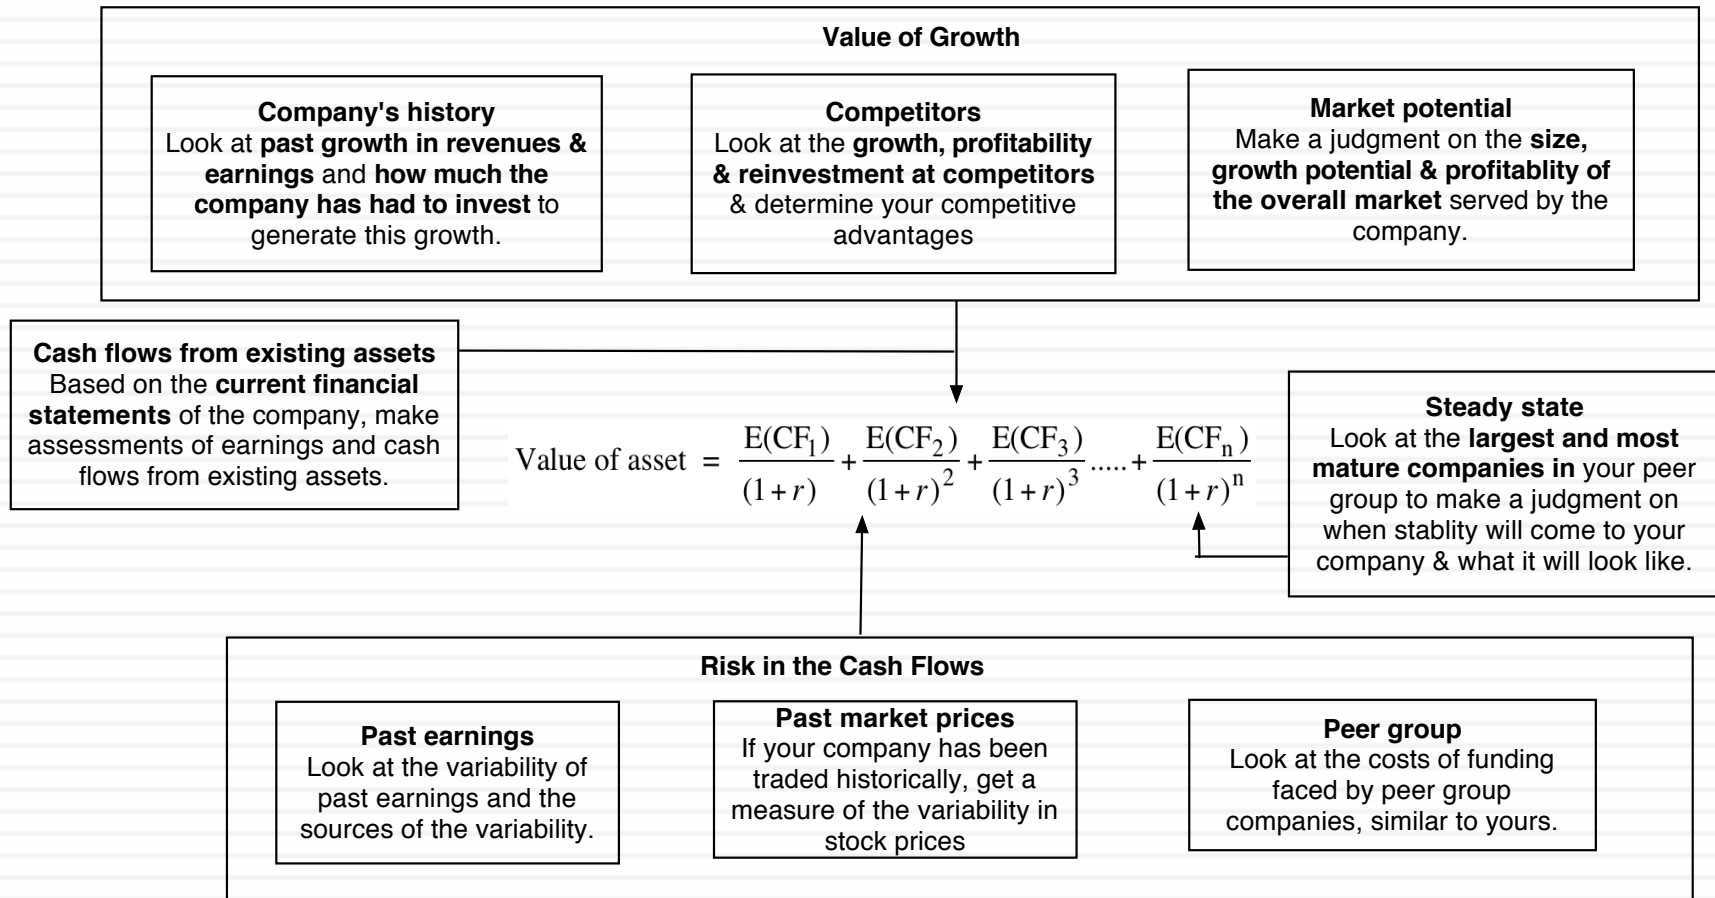 Value of Growth
Company's history
Look at past growth in revenues &
earnings and how much the
company has had to invest to
generate this growth.
Competitors
Look at the growth, profitability
& reinvestment at competitors
& determine your competitive
advantages
Market potential
Make a judgment on the size,
growth potential & profitablity of
the overall market served by the
company.
Cash flows from existing assets
Based on the current financial
statements of the company, make
assessments of earnings and cash
flows from existing assets.
Value of asset = E(CF₁)/(1+r) + E(CF₂)/(1+r)² + E(CF₃)/(1+r)³ ..... + E(CFₙ)/(1+r)ⁿ
Steady state
Look at the largest and most
mature companies in your peer
group to make a judgment on
when stablity will come to your
company & what it will look like.
Risk in the Cash Flows
Past earnings
Look at the variability of
past earnings and the
sources of the variability.
Past market prices
If your company has been
traded historically, get a
measure of the variability in
stock prices
Peer group
Look at the costs of funding
faced by peer group
companies, similar to yours.